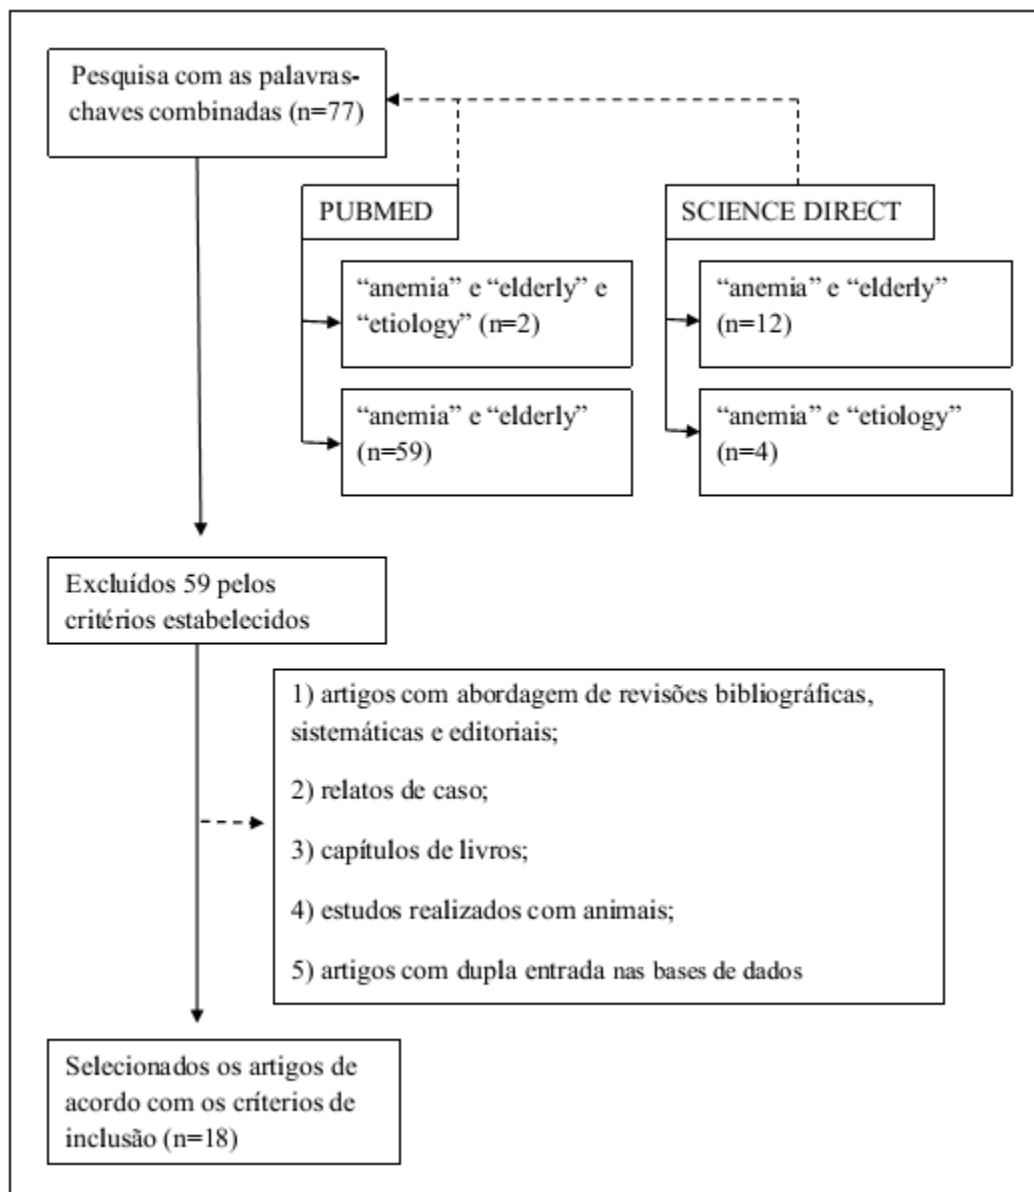 Pesquisa com as palavras-
chaves combinadas (n=77)
PUBMED
SCIENCE DIRECT
“anemia” e “elderly” e
“etiology” (n=2)
“anemia” e “elderly”
(n=12)
“anemia” e “elderly”
(n=59)
“anemia” e “etiology”
(n=4)
Excluídos 59 pelos
critérios estabelecidos
1) artigos com abordagem de revisões bibliográficas,
sistemáticas e editoriais;
2) relatos de caso;
3) capítulos de livros;
4) estudos realizados com animais;
5) artigos com dupla entrada nas bases de dados
Selecionados os artigos de
acordo com os críterios de
inclusão (n=18)